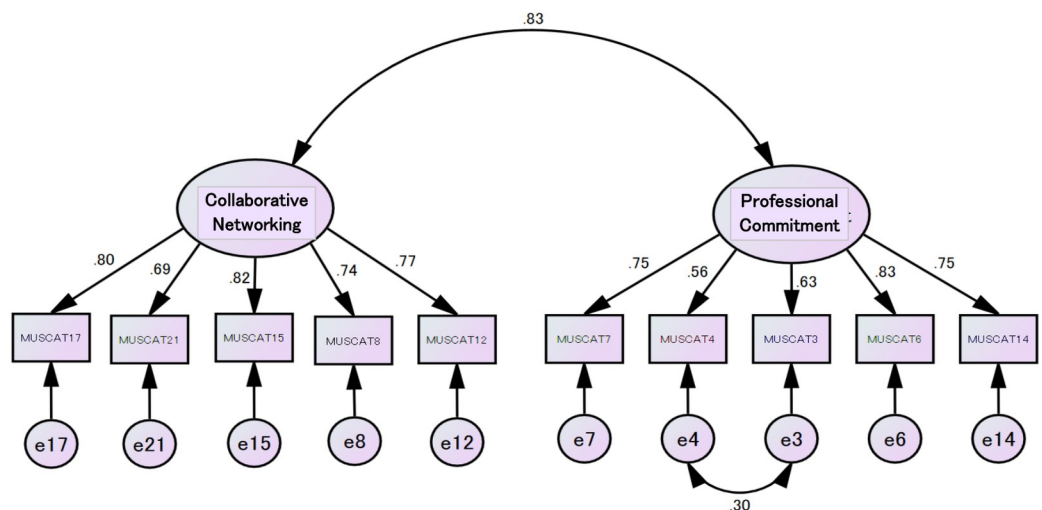 .83
Collaborative
Networking
Professional
Commitment
.80
.69
.82
.74
.77
.75
.56
.63
.83
.75
MUSCAT17
MUSCAT21
MUSCAT15
MUSCAT8
MUSCAT12
MUSCAT7
MUSCAT4
MUSCAT3
MUSCAT6
MUSCAT14
e17
e21
e15
e8
e12
e7
e4
e3
e6
e14
.30